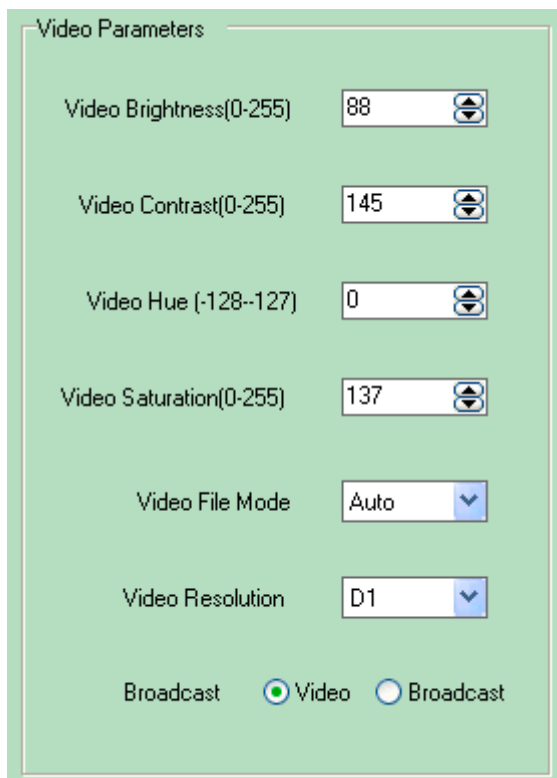 Video Parameters
Video Brightness(0-255) 88
Video Contrast(0-255) 145
Video Hue (-128--127) 0
Video Saturation(0-255) 137
Video File Mode Auto
Video Resolution D1
Broadcast Video Broadcast